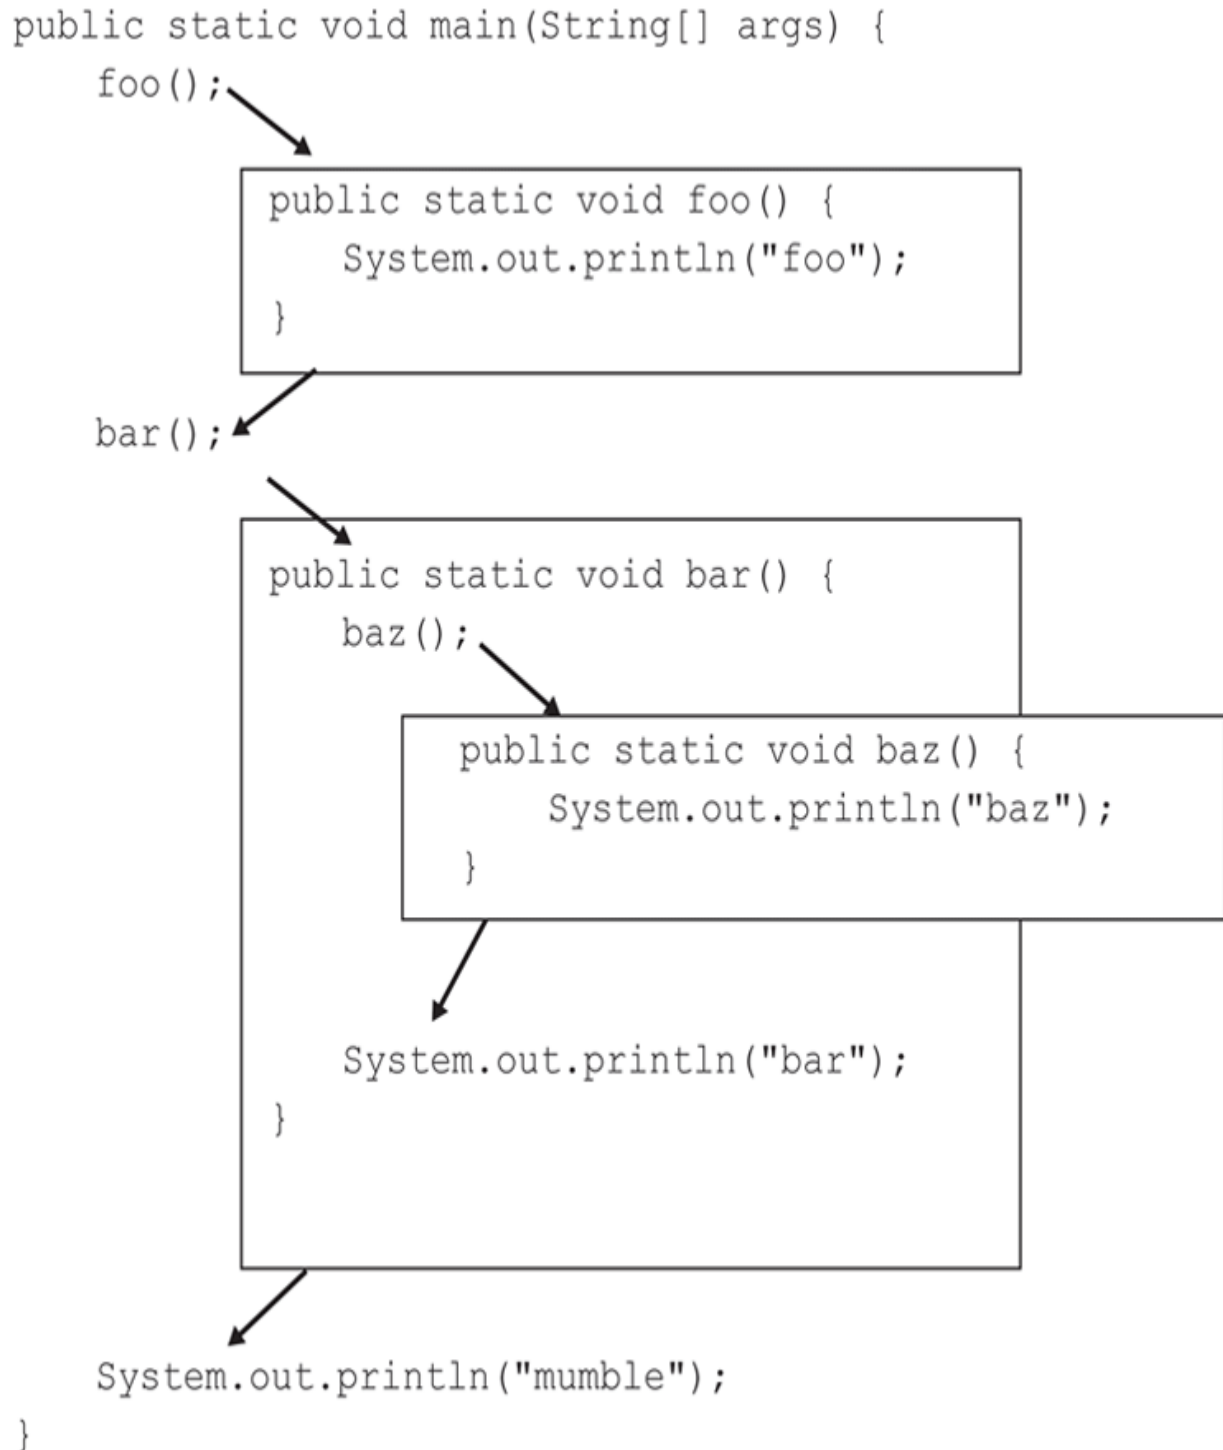 public static void main(String[] args) {
foo();
public static void foo() {
System.out.println("foo");
}
bar();
public static void bar() {
baz();
public static void baz() {
System.out.println("baz");
}
System.out.println("bar");
}
System.out.println("mumble");
}